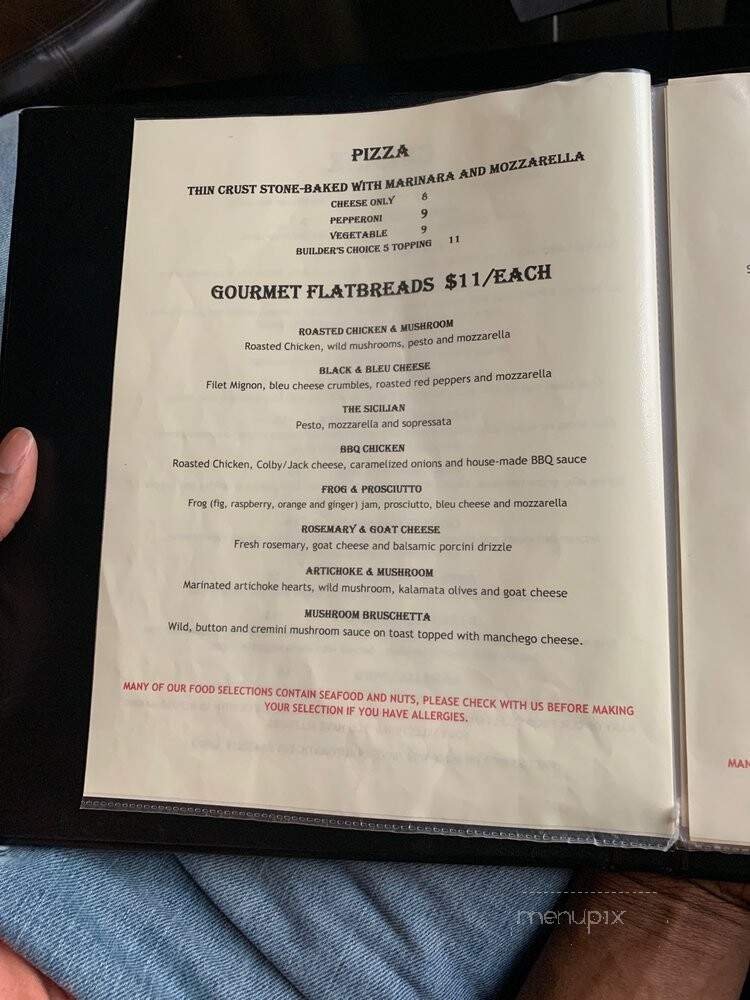 PIZZA
THIN CRUST STONE-BAKED WITH MARINARA AND MOZZARELLA
CHEESE ONLY 8
PEPPERONI 9
VEGETABLE 9
BUILDER'S CHOICE 5 TOPPING 11
GOURMET FLATBREADS $11/EACH
ROASTED CHICKEN & MUSHROOM
Roasted Chicken, wild mushrooms, pesto and mozzarella
BLACK & BLEU CHEESE
Filet Mignon, bleu cheese crumbles, roasted red peppers and mozzarella
THE SICILIAN
Pesto, mozzarella and sopressata
BBQ CHICKEN
Roasted Chicken, Colby/Jack cheese, caramelized onions and house-made BBQ sauce
FROG & PROSCIUTTO
Frog (fig, raspberry, orange and ginger) jam, prosciutto, bleu cheese and mozzarella
ROSEMARY & GOAT CHEESE
Fresh rosemary, goat cheese and balsamic porcini drizzle
ARTICHOKE & MUSHROOM
Marinated artichoke hearts, wild mushroom, kalamata olives and goat cheese
MUSHROOM BRUSCHETTA
Wild, button and cremini mushroom sauce on toast topped with manchego cheese.
MANY OF OUR FOOD SELECTIONS CONTAIN SEAFOOD AND NUTS, PLEASE CHECK WITH US BEFORE MAKING
YOUR SELECTION IF YOU HAVE ALLERGIES.
MAN
menupix